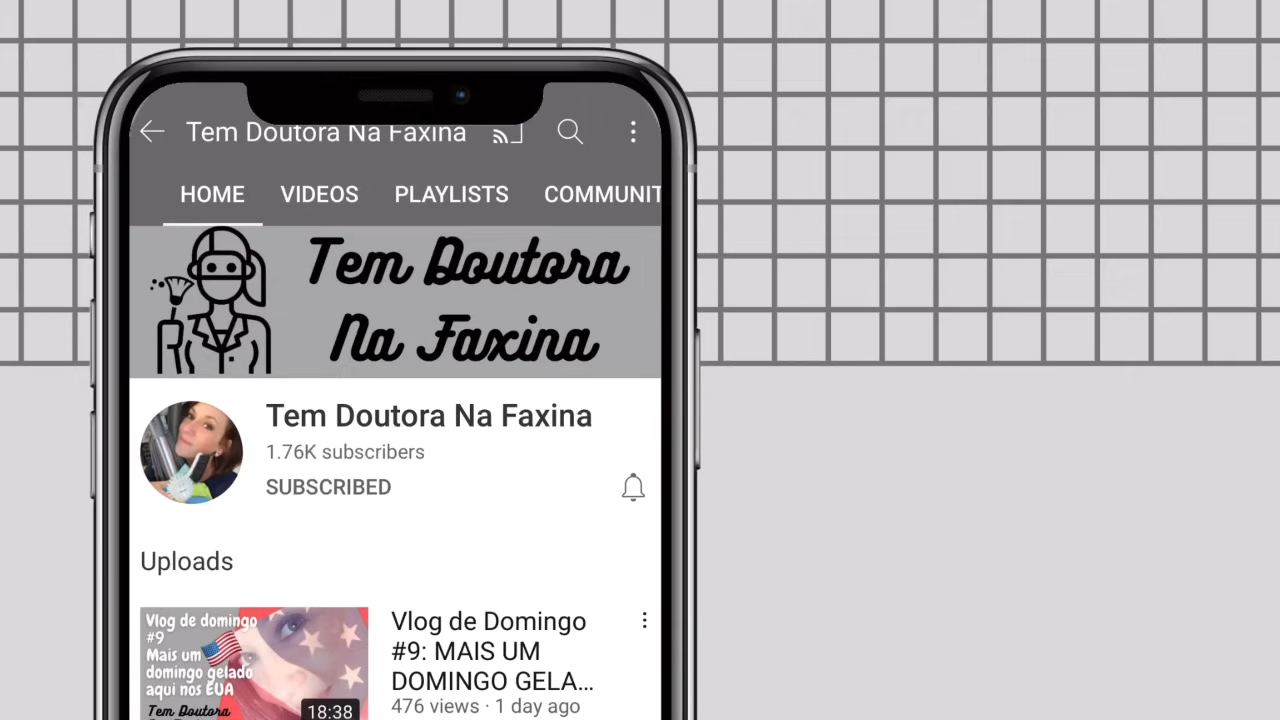 Tem Doutora Na Faxina
HOME VIDEOS PLAYLISTS COMMUNIT
Tem Doutora
Na Faxina
Tem Doutora Na Faxina
1.76K subscribers
SUBSCRIBED
Uploads
Vlog de domingo
#9
Mais um
domingo gelado
aqui nos EUA
Tem Doutora
18:38
Vlog de Domingo
#9: MAIS UM
DOMINGO GELA...
476 views · 1 day ago